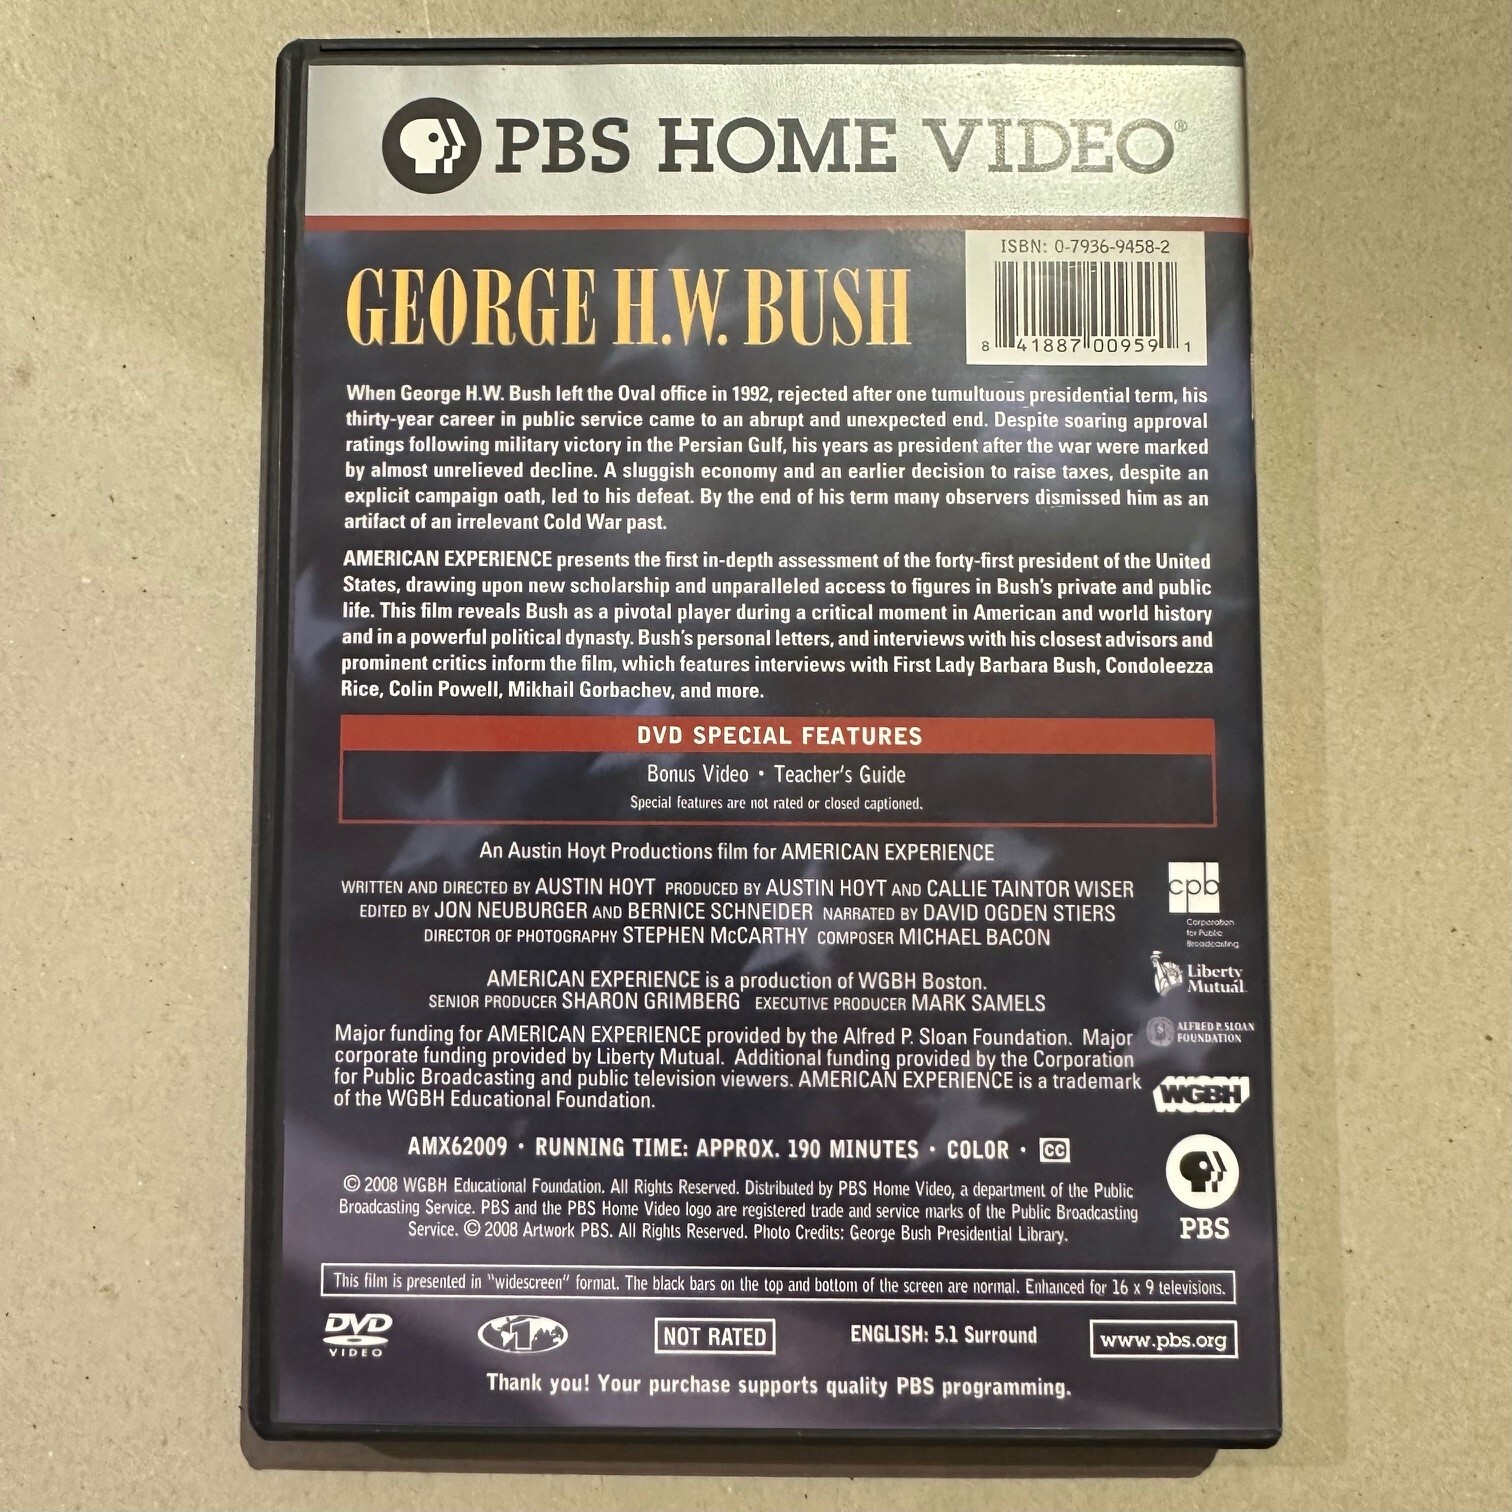 PBS HOME VIDEO®
ISBN: 0-7936-9458-2
GEORGE H.W. BUSH
8 41887 00959 1
When George H.W. Bush left the Oval office in 1992, rejected after one tumultuous presidential term, his
thirty-year career in public service came to an abrupt and unexpected end. Despite soaring approval
ratings following military victory in the Persian Gulf, his years as president after the war were marked
by almost unrelieved decline. A sluggish economy and an earlier decision to raise taxes, despite an
explicit campaign oath, led to his defeat. By the end of his term many observers dismissed him as an
artifact of an irrelevant Cold War past.
AMERICAN EXPERIENCE presents the first in-depth assessment of the forty-first president of the United
States, drawing upon new scholarship and unparalleled access to figures in Bush's private and public
life. This film reveals Bush as a pivotal player during a critical moment in American and world history
and in a powerful political dynasty. Bush's personal letters, and interviews with his closest advisors and
prominent critics inform the film, which features interviews with First Lady Barbara Bush, Condoleezza
Rice, Colin Powell, Mikhail Gorbachev, and more.
DVD SPECIAL FEATURES
Bonus Video • Teacher's Guide
Special features are not rated or closed captioned.
An Austin Hoyt Productions film for AMERICAN EXPERIENCE
WRITTEN AND DIRECTED BY AUSTIN HOYT PRODUCED BY AUSTIN HOYT AND CALLIE TAINTOR WISER
EDITED BY JON NEUBURGER AND BERNICE SCHNEIDER NARRATED BY DAVID OGDEN STIERS
DIRECTOR OF PHOTOGRAPHY STEPHEN McCARTHY COMPOSER MICHAEL BACON
cpb
Corporation
for Public
Broadcasting
AMERICAN EXPERIENCE is a production of WGBH Boston.
SENIOR PRODUCER SHARON GRIMBERG EXECUTIVE PRODUCER MARK SAMELS
Liberty
Mutual.
Major funding for AMERICAN EXPERIENCE provided by the Alfred P. Sloan Foundation. Major
corporate funding provided by Liberty Mutual. Additional funding provided by the Corporation
for Public Broadcasting and public television viewers. AMERICAN EXPERIENCE is a trademark
of the WGBH Educational Foundation.
ALFRED P. SLOAN
FOUNDATION
WGBH
AMX62009 • RUNNING TIME: APPROX. 190 MINUTES • COLOR • CC
© 2008 WGBH Educational Foundation. All Rights Reserved. Distributed by PBS Home Video, a department of the Public
Broadcasting Service. PBS and the PBS Home Video logo are registered trade and service marks of the Public Broadcasting
Service. © 2008 Artwork PBS. All Rights Reserved. Photo Credits: George Bush Presidential Library.
PBS
This film is presented in "widescreen" format. The black bars on the top and bottom of the screen are normal. Enhanced for 16 x 9 televisions.
DVD
VIDEO
1
NOT RATED
ENGLISH: 5.1 Surround
www.pbs.org
Thank you! Your purchase supports quality PBS programming.